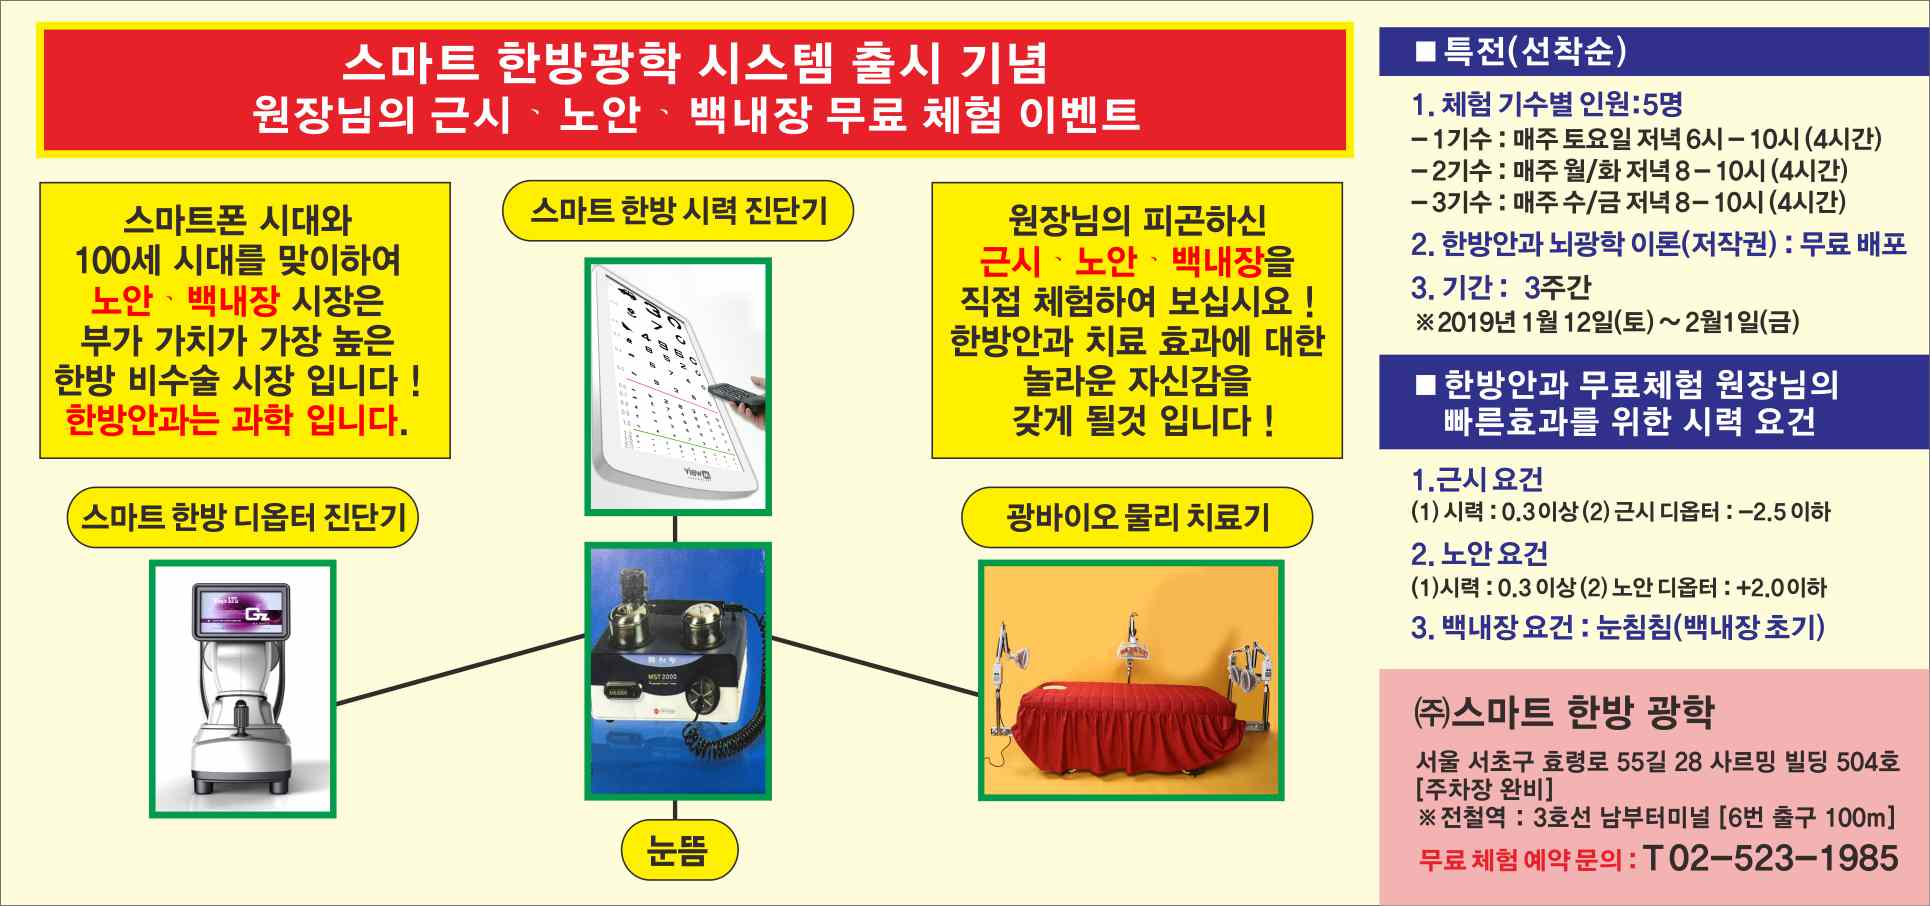 스마트 한방광학 시스템 출시 기념
원장님의 근시、노안、백내장 무료 체험 이벤트
스마트폰 시대와
100세 시대를 맞이하여
노안、백내장 시장은
부가 가치가 가장 높은
한방 비수술 시장 입니다 !
한방안과는 과학 입니다.
스마트 한방 시력 진단기
원장님의 피곤하신
근시、노안、백내장을
직접 체험하여 보십시요 !
한방안과 치료 효과에 대한
놀라운 자신감을
갖게 될것 입니다 !
스마트 한방 디옵터 진단기
광바이오 물리 치료기
MST 2000
눈뜸
■ 특전(선착순)
1. 체험 기수별 인원:5명
- 1기수 : 매주 토요일 저녁 6시 - 10시 (4시간)
- 2기수 : 매주 월/화 저녁 8 - 10시 (4시간)
- 3기수 : 매주 수/금 저녁 8 - 10시 (4시간)
2. 한방안과 뇌광학 이론(저작권) : 무료 배포
3. 기간 : 3주간
※2019년 1월 12일(토) ~ 2월1일(금)
■ 한방안과 무료체험 원장님의
빠른효과를 위한 시력 요건
1.근시 요건
(1) 시력 : 0.3 이상 (2) 근시 디옵터 : -2.5 이하
2. 노안 요건
(1)시력 : 0.3 이상 (2) 노안 디옵터 : +2.0이하
3. 백내장 요건 : 눈침침(백내장 초기)
㈜스마트 한방 광학
서울 서초구 효령로 55길 28 사르밍 빌딩 504호
[주차장 완비]
※전철역 : 3호선 남부터미널 [6번 출구 100m]
무료 체험 예약 문의 : T 02-523-1985